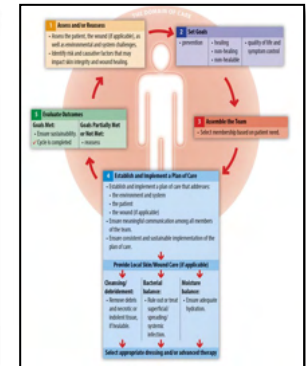 1 Assess and/or Reassess
• Assess the patient, the wound (if applicable), as
well as environmental and system challenges.
• Identify risk and causative factors that may
impact skin integrity and wound healing.
2 Set Goals
• prevention
• healing
• non-healing
• non-healable
• quality of life and
symptom control
3 Assemble the Team
• Select membership based on patient need.
4 Establish and Implement a Plan of Care
• Establish and implement a plan of care that addresses:
• the environment and system
• the patient
• the wound (if applicable)
• Ensure meaningful communication among all members
of the team.
• Ensure consistent and sustainable implementation of the
plan of care.
Provide Local Skin/Wound Care (if applicable)
Cleansing/
debridement:
• Remove debris
and necrotic or
indolent tissue,
if healable.
Bacterial
balance:
• Rule out or treat
superficial/
spreading/
systemic
infection.
Moisture
balance:
• Ensure adequate
hydration.
Select appropriate dressing and/or advanced therapy
5 Evaluate Outcomes
Goals Met:
• Ensure sustainability.
Cycle is completed
Goals Partially Met
or Not Met:
• reassess